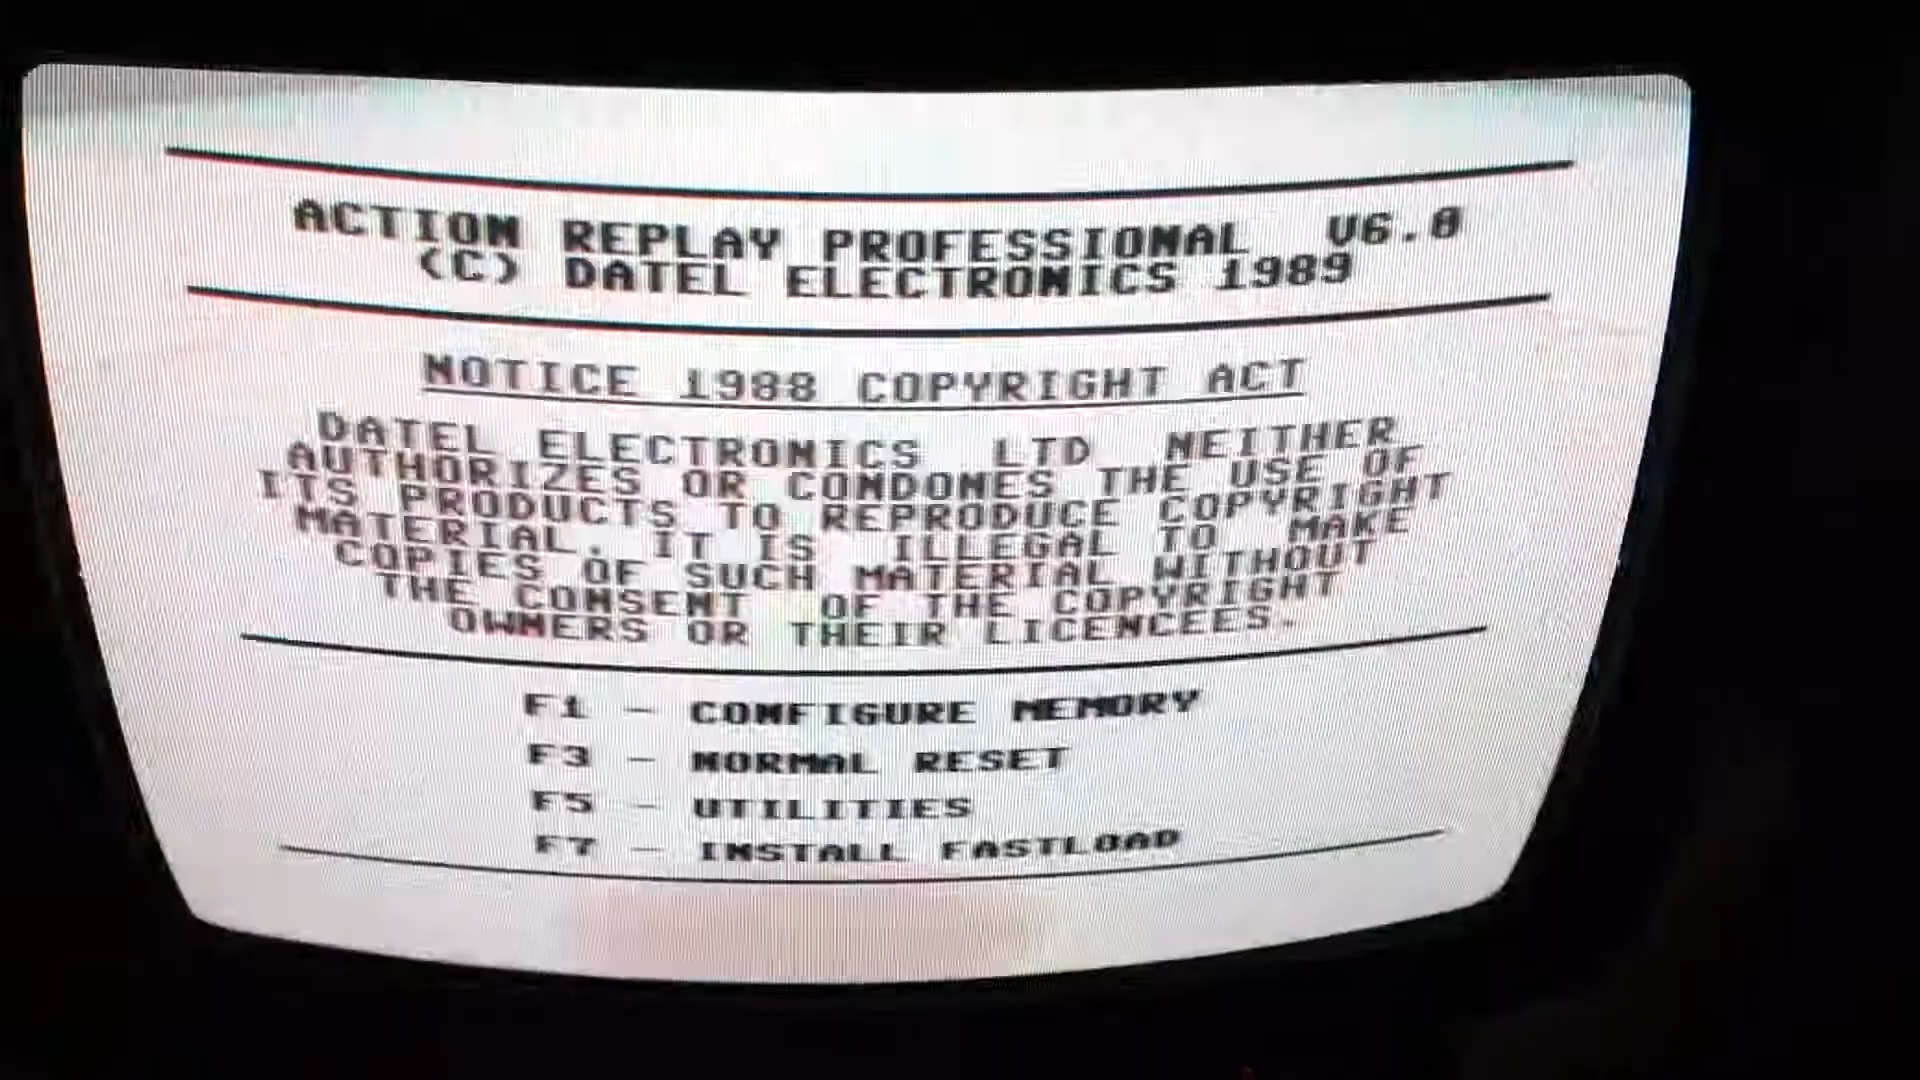 ACTION REPLAY PROFESSIONAL V6.0
(C) DATEL ELECTRONICS 1989
NOTICE 1988 COPYRIGHT ACT
DATEL ELECTRONICS LTD NEITHER
AUTHORIZES OR CONDONES THE USE OF
ITS PRODUCTS TO REPRODUCE COPYRIGHT
MATERIAL. IT IS ILLEGAL TO MAKE
COPIES OF SUCH MATERIAL WITHOUT
THE CONSENT OF THE COPYRIGHT
OWNERS OR THEIR LICENCEES.
F1 - CONFIGURE MEMORY
F3 - NORMAL RESET
F5 - UTILITIES
F7 - INSTALL FASTLOAD